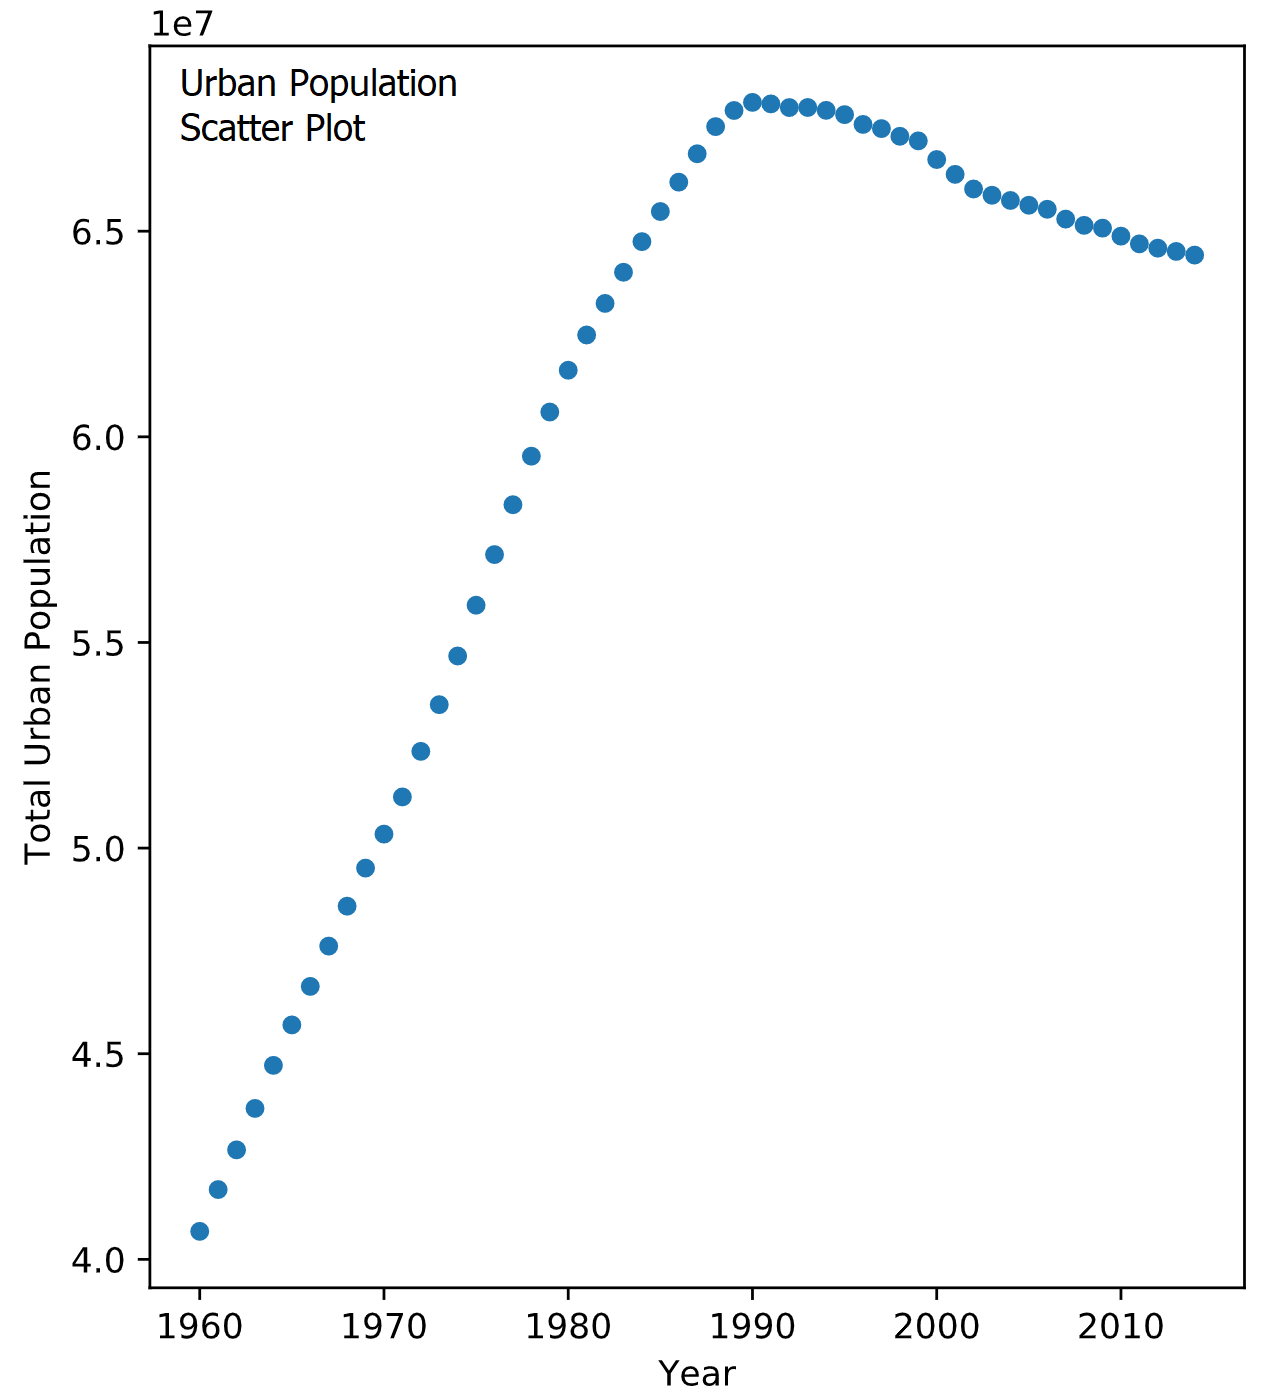 1e7
Urban Population
Scatter Plot
6.5
6.0
5.5
5.0
4.5
4.0
Total Urban Population
1960 1970 1980 1990 2000 2010
Year